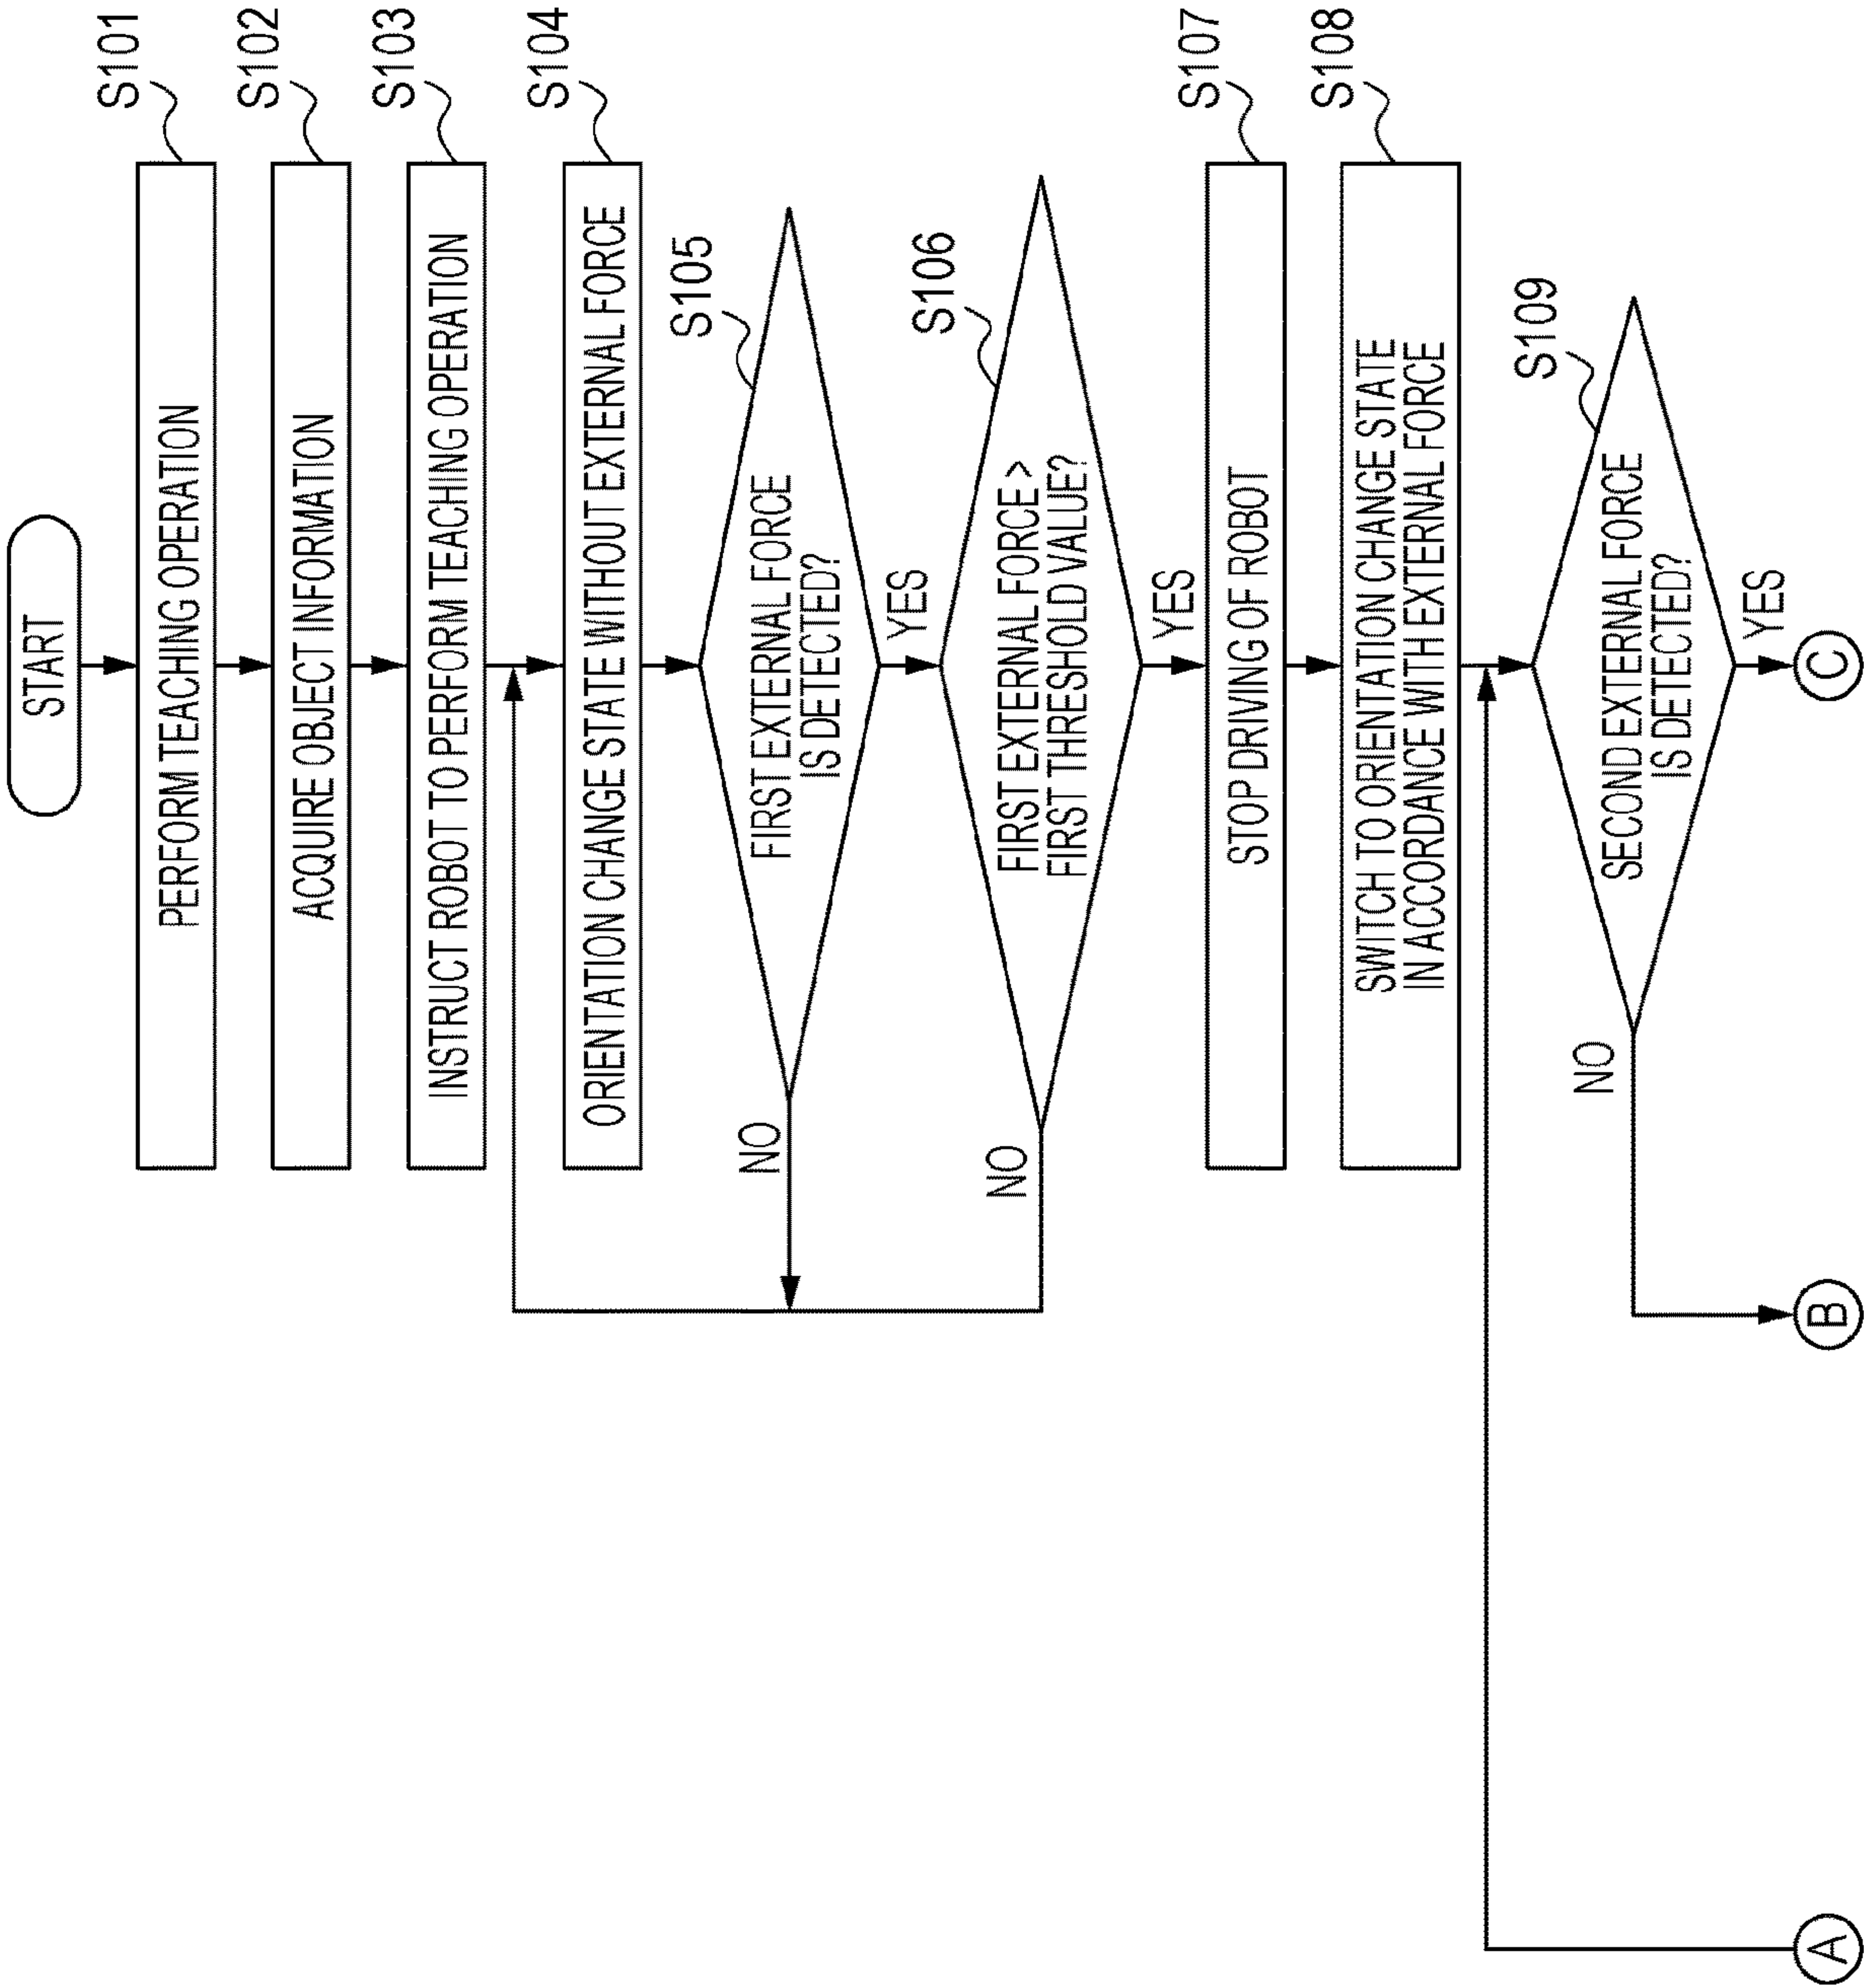 START
S101
PERFORM TEACHING OPERATION
S102
ACQUIRE OBJECT INFORMATION
S103
INSTRUCT ROBOT TO PERFORM TEACHING OPERATION
S104
ORIENTATION CHANGE STATE WITHOUT EXTERNAL FORCE
S105
FIRST EXTERNAL FORCE
IS DETECTED?
NO
YES
S106
FIRST EXTERNAL FORCE >
FIRST THRESHOLD VALUE?
NO
YES
S107
STOP DRIVING OF ROBOT
S108
SWITCH TO ORIENTATION CHANGE STATE
IN ACCORDANCE WITH EXTERNAL FORCE
S109
SECOND EXTERNAL FORCE
IS DETECTED?
NO
YES
A
B
C